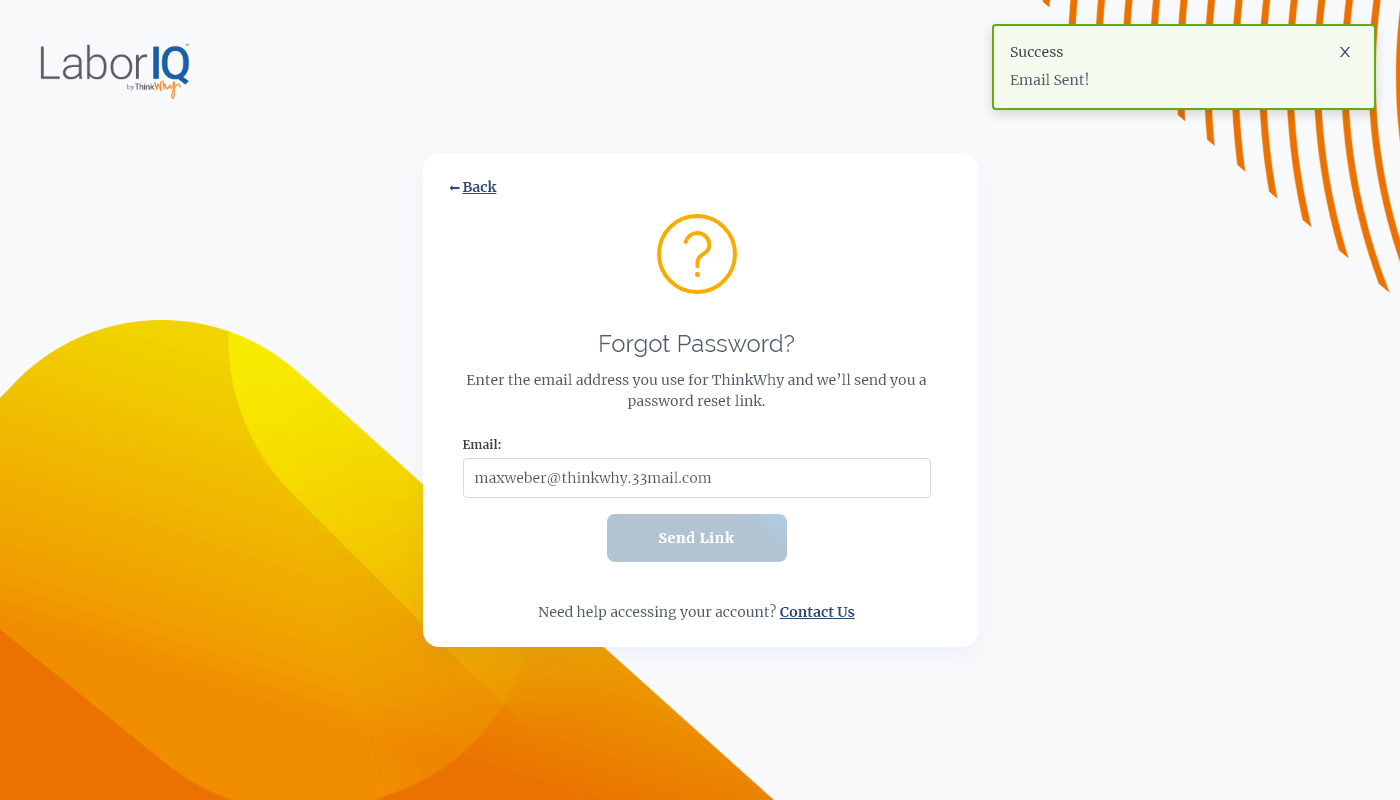 LaborIQ™
by ThinkWhy
Success
X
Email Sent!
← Back
?
Forgot Password?
Enter the email address you use for ThinkWhy and we’ll send you a
password reset link.
Email:
maxweber@thinkwhy.33mail.com
Send Link
Need help accessing your account? Contact Us